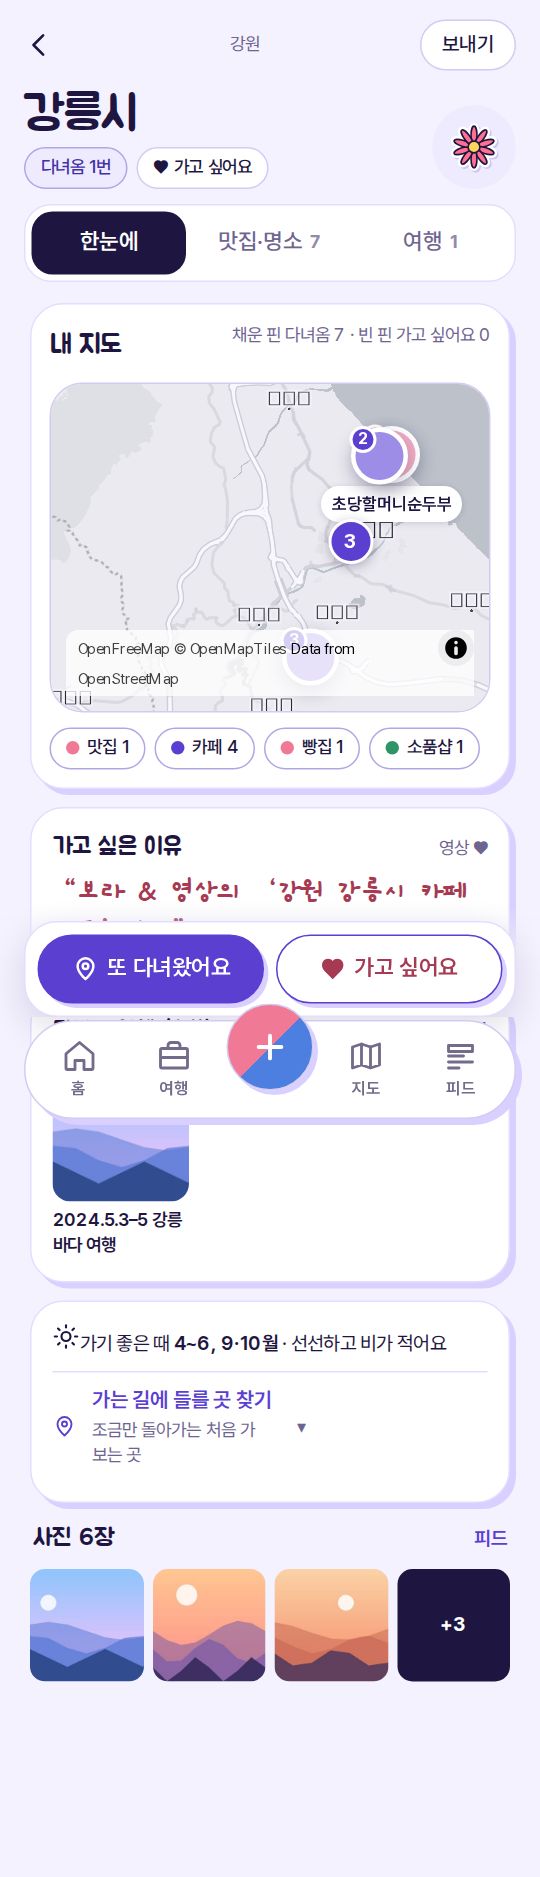 강원
보내기
강릉시
다녀옴 1번
가고 싶어요
한눈에
맛집·명소 7
여행 1
내 지도
채운 핀 다녀옴 7 · 빈 핀 가고 싶어요 0
2
초당할머니순두부
3
3
OpenFreeMap © OpenMapTiles Data from
OpenStreetMap
맛집 1
카페 4
빵집 1
소품샵 1
가고 싶은 이유
영상
“보라 & 영상의 ‘강원 강릉시 카페
또 다녀왔어요
가고 싶어요
홈
여행
지도
피드
2024.5.3–5 강릉
바다 여행
가기 좋은 때 4~6, 9·10월 · 선선하고 비가 적어요
가는 길에 들를 곳 찾기
조금만 돌아가는 처음 가
보는 곳
사진 6장
피드
+3